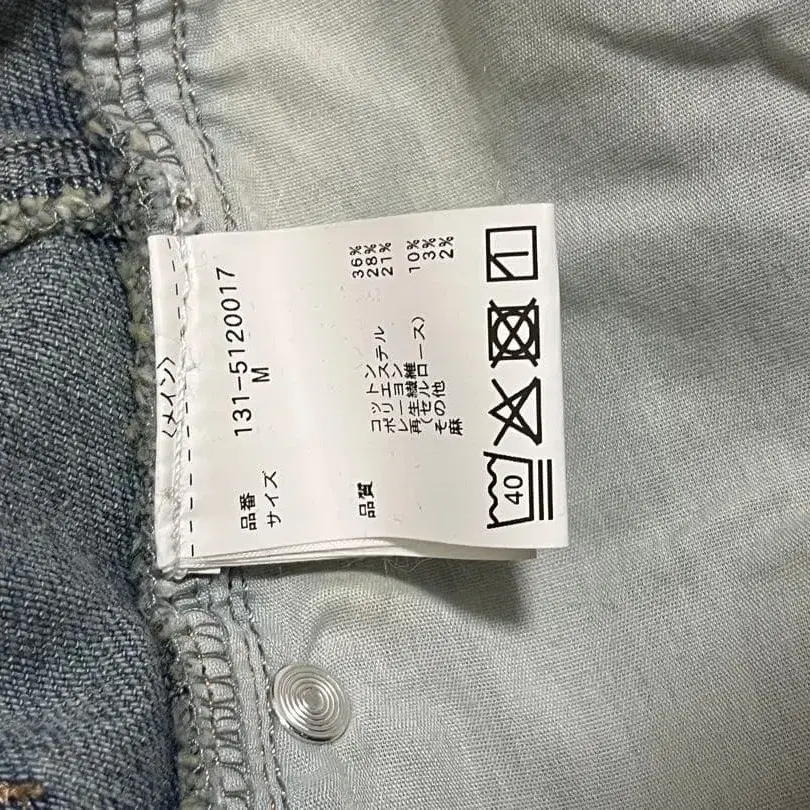 〈メイン〉
品番 131-5120017
サイズ M
品質
コットン 36%
ポリエステル 28%
レーヨン 21%
再生繊維
(セルロース) 10%
その他 3%
麻 2%
40